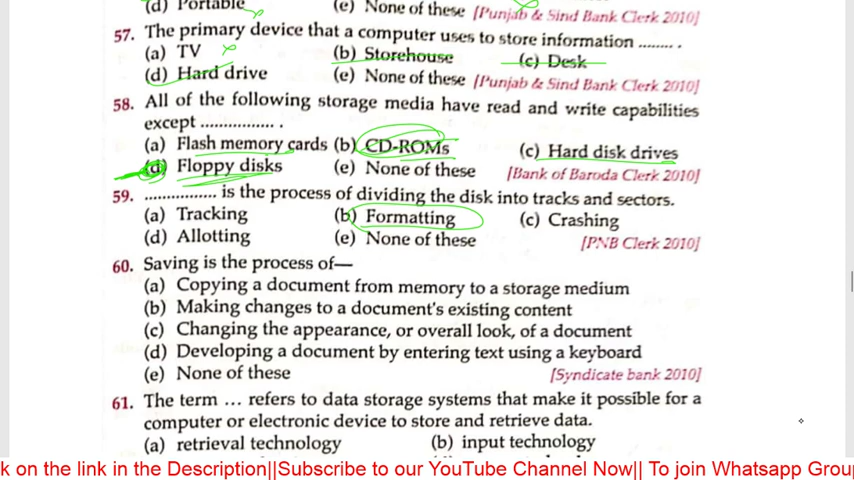 (d) Portable (e) None of these [Punjab & Sind Bank Clerk 2010]
57. The primary device that a computer uses to store information ........ .
(a) TV (b) Storehouse (c) Desk
(d) Hard drive (e) None of these [Punjab & Sind Bank Clerk 2010]
58. All of the following storage media have read and write capabilities
except ................ .
(a) Flash memory cards (b) CD-ROMs (c) Hard disk drives
(d) Floppy disks (e) None of these [Bank of Baroda Clerk 2010]
59. ................ is the process of dividing the disk into tracks and sectors.
(a) Tracking (b) Formatting (c) Crashing
(d) Allotting (e) None of these [PNB Clerk 2010]
60. Saving is the process of—
(a) Copying a document from memory to a storage medium
(b) Making changes to a document's existing content
(c) Changing the appearance, or overall look, of a document
(d) Developing a document by entering text using a keyboard
(e) None of these [Syndicate bank 2010]
61. The term ... refers to data storage systems that make it possible for a
computer or electronic device to store and retrieve data.
(a) retrieval technology (b) input technology
k on the link in the Description||Subscribe to our YouTube Channel Now|| To join Whatsapp Grou